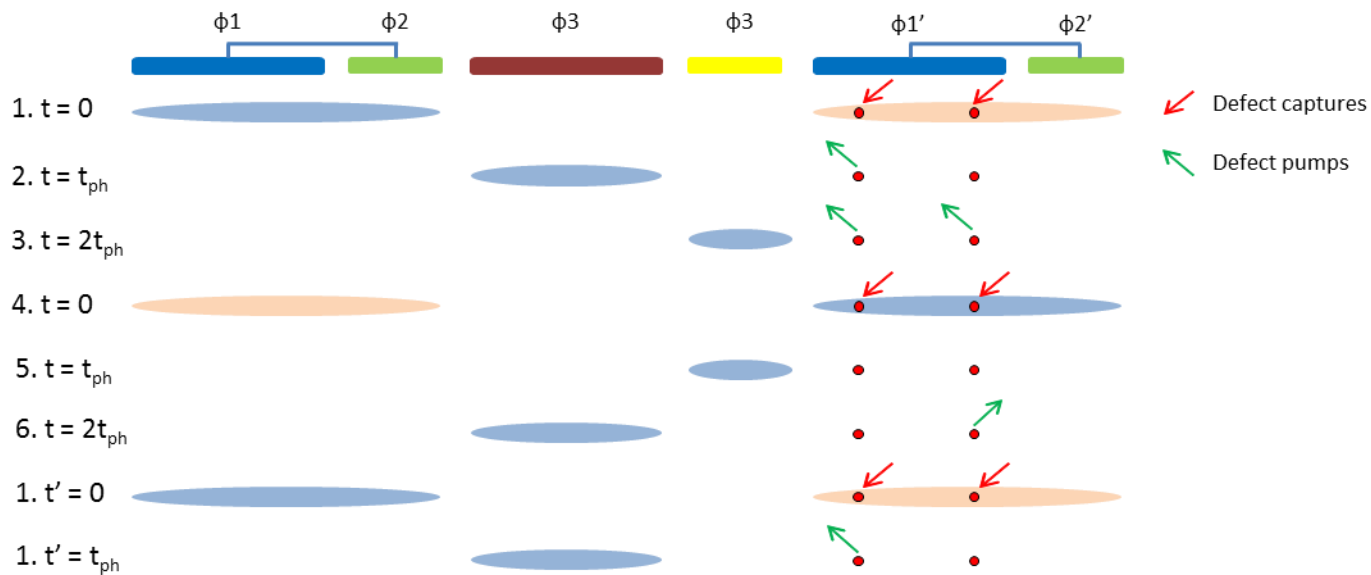 ϕ1 ϕ2 ϕ3 ϕ3 ϕ1′ ϕ2′
1. t = 0
Defect captures
2. t = tph
Defect pumps
3. t = 2tph
4. t = 0
5. t = tph
6. t = 2tph
1. t’ = 0
1. t’ = tph